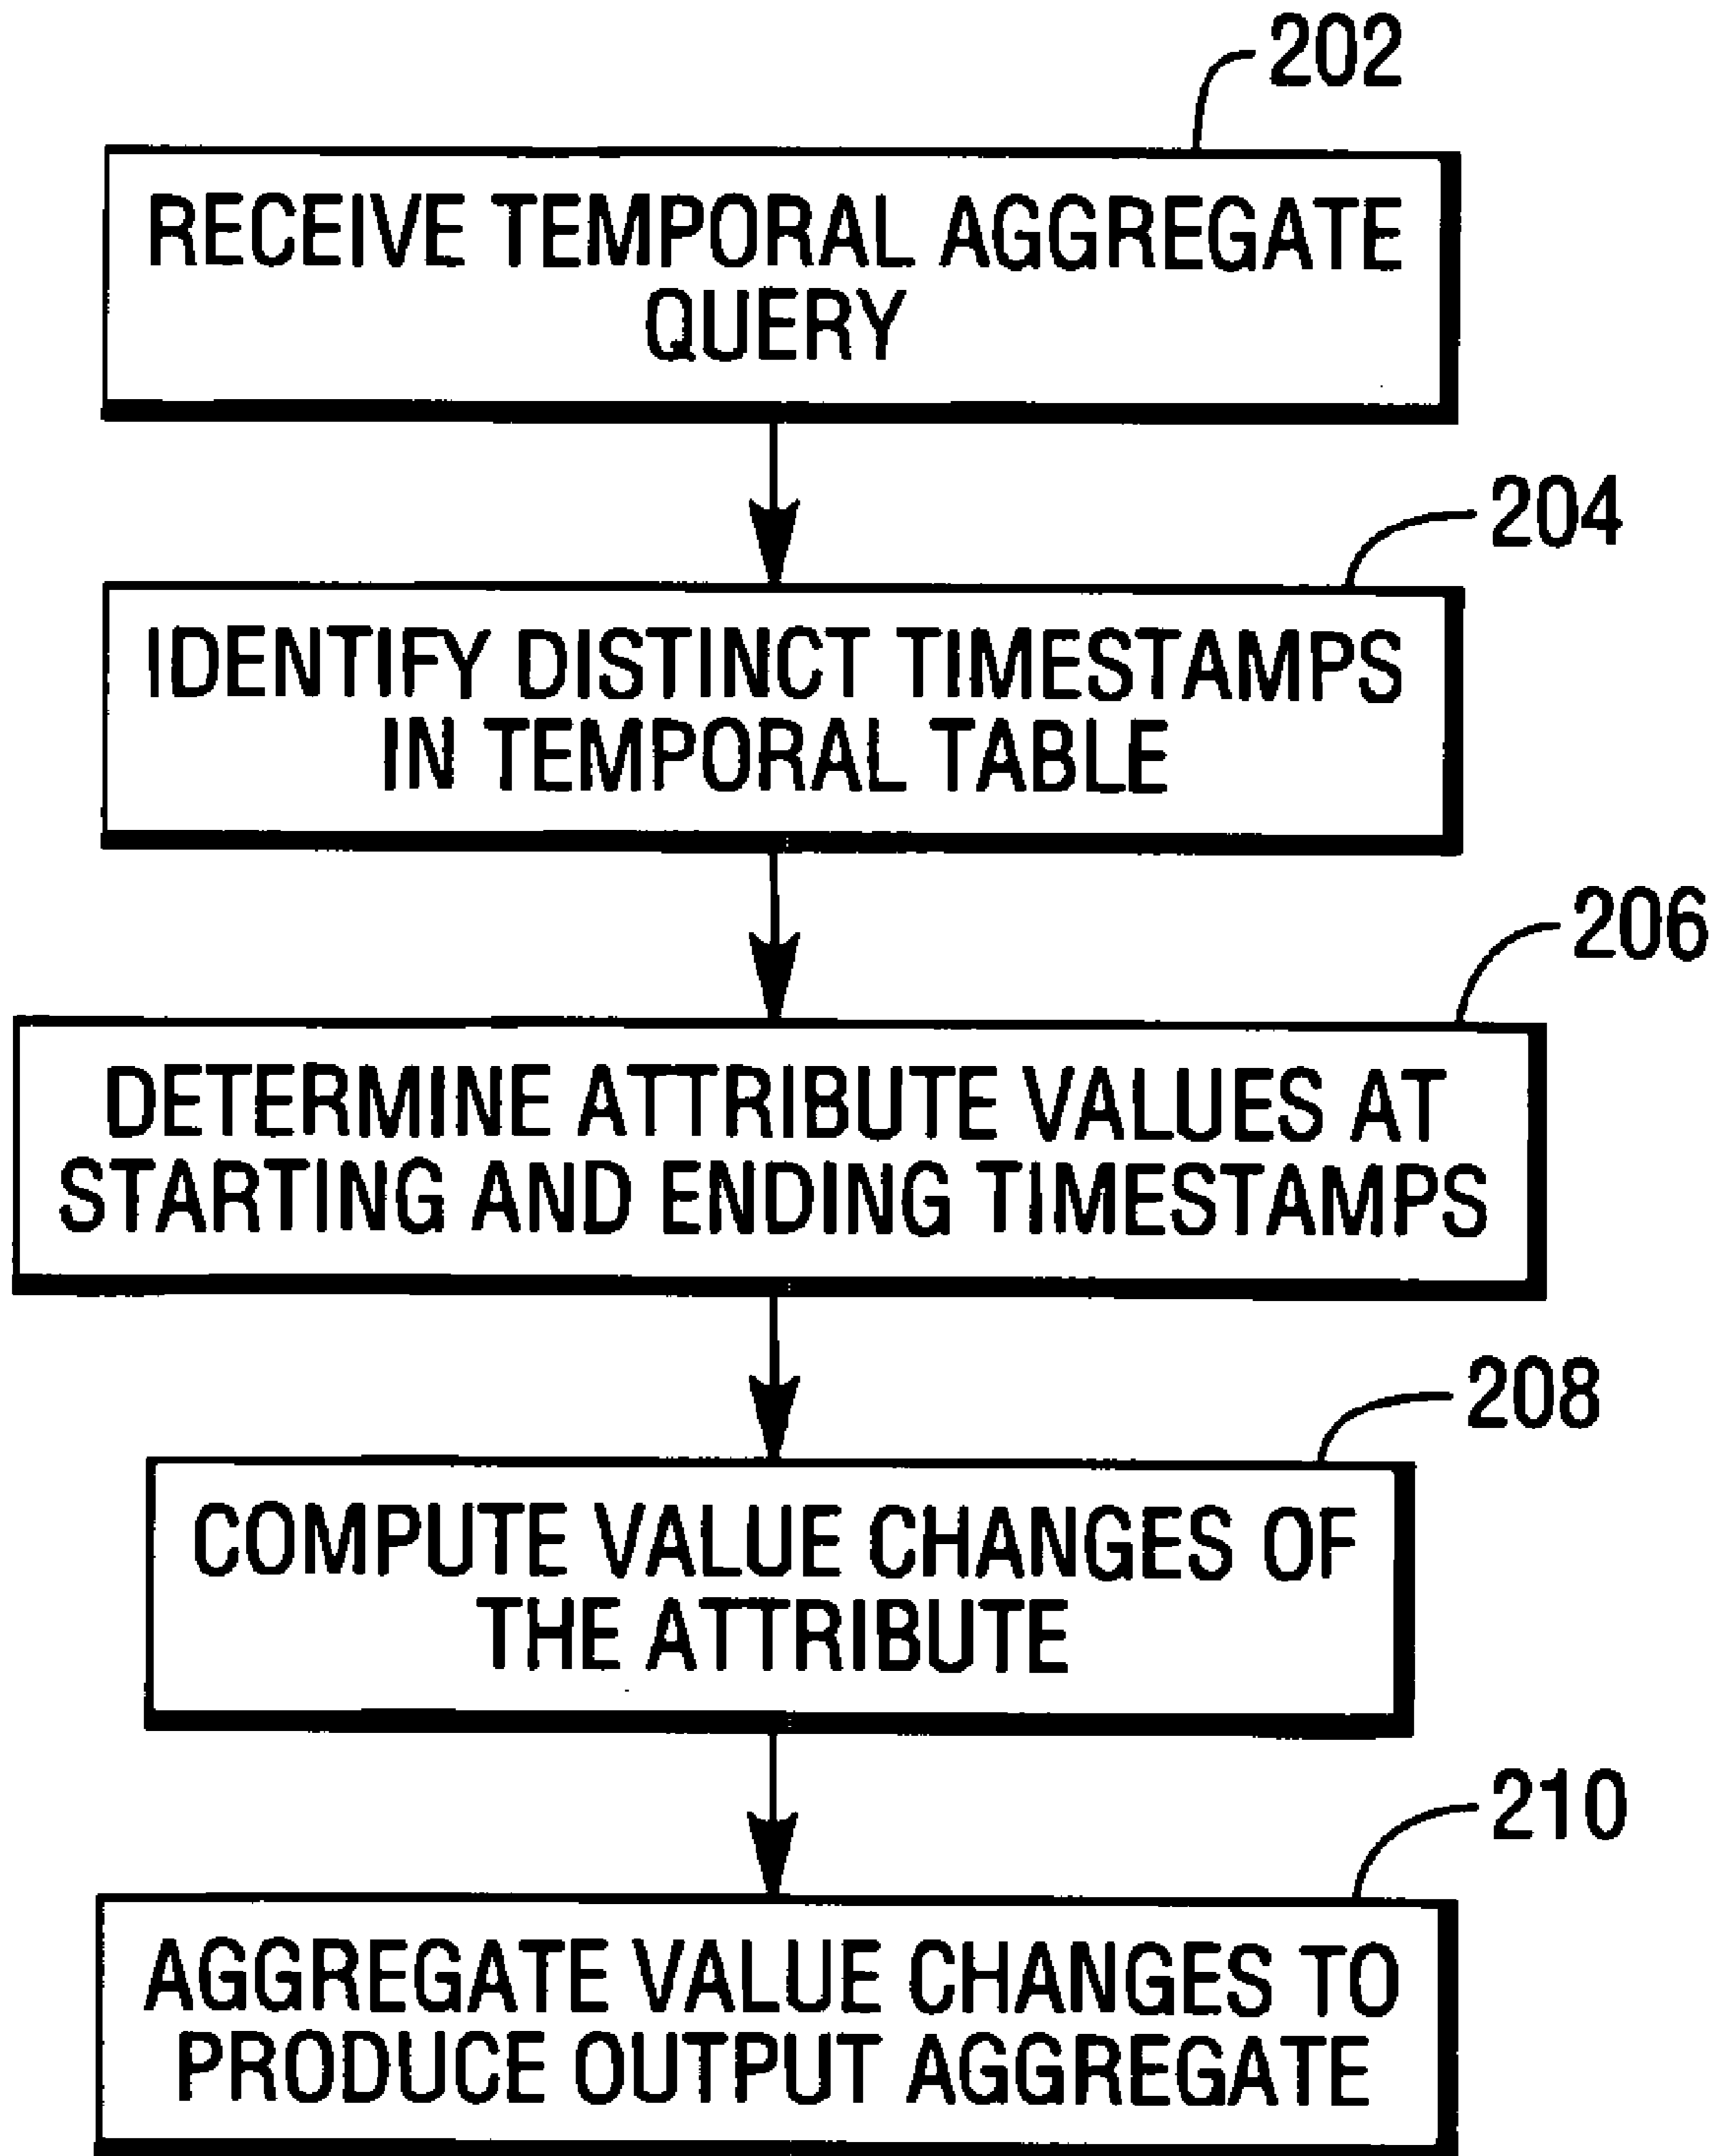 202
RECEIVE TEMPORAL AGGREGATE
QUERY
204
IDENTIFY DISTINCT TIMESTAMPS
IN TEMPORAL TABLE
206
DETERMINE ATTRIBUTE VALUES AT
STARTING AND ENDING TIMESTAMPS
208
COMPUTE VALUE CHANGES OF
THE ATTRIBUTE
210
AGGREGATE VALUE CHANGES TO
PRODUCE OUTPUT AGGREGATE